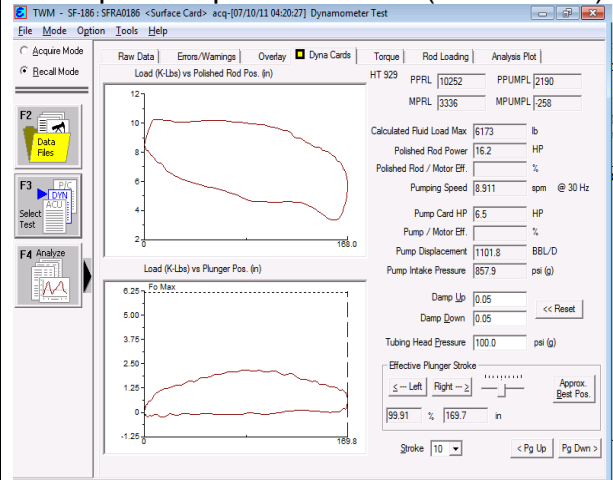 TWM - SF-186 : SFRA0186 <Surface Card> acq-[07/10/11 04:20:27] Dynamometer Test
File Mode Option Tools Help
Acquire Mode
Recall Mode
F2
Data
Files
F3
P/C
DYN
ACU
Select
Test
F4 Analyze
Raw Data Errors/Warnings Overlay Dyna Cards Torque Rod Loading Analysis Plot
Load (K-Lbs) vs Polished Rod Pos. (in)
12
10
8
6
4
2
0
168.0
Load (K-Lbs) vs Plunger Pos. (in)
6.25
Fo Max
5.00
3.75
2.50
1.25
0
-1.25
0
169.8
HT 929 PPRL 10252 PPUMPL 2190
MPRL 3336 MPUMPL -258
Calculated Fluid Load Max 6173 lb
Polished Rod Power 16.2 HP
Polished Rod / Motor Eff. %
Pumping Speed 8.911 spm @ 30 Hz
Pump Card HP 6.5 HP
Pump / Motor Eff. %
Pump Displacement 1101.8 BBL/D
Pump Intake Pressure 857.9 psi (g)
Damp Up 0.05
Damp Down 0.05
<< Reset
Tubing Head Pressure 100.0 psi (g)
Effective Plunger Stroke
< -- Left Right -- >
Approx.
Best Pos.
99.91 % 169.7 in
Stroke 10 < Pg Up Pg Dwn >